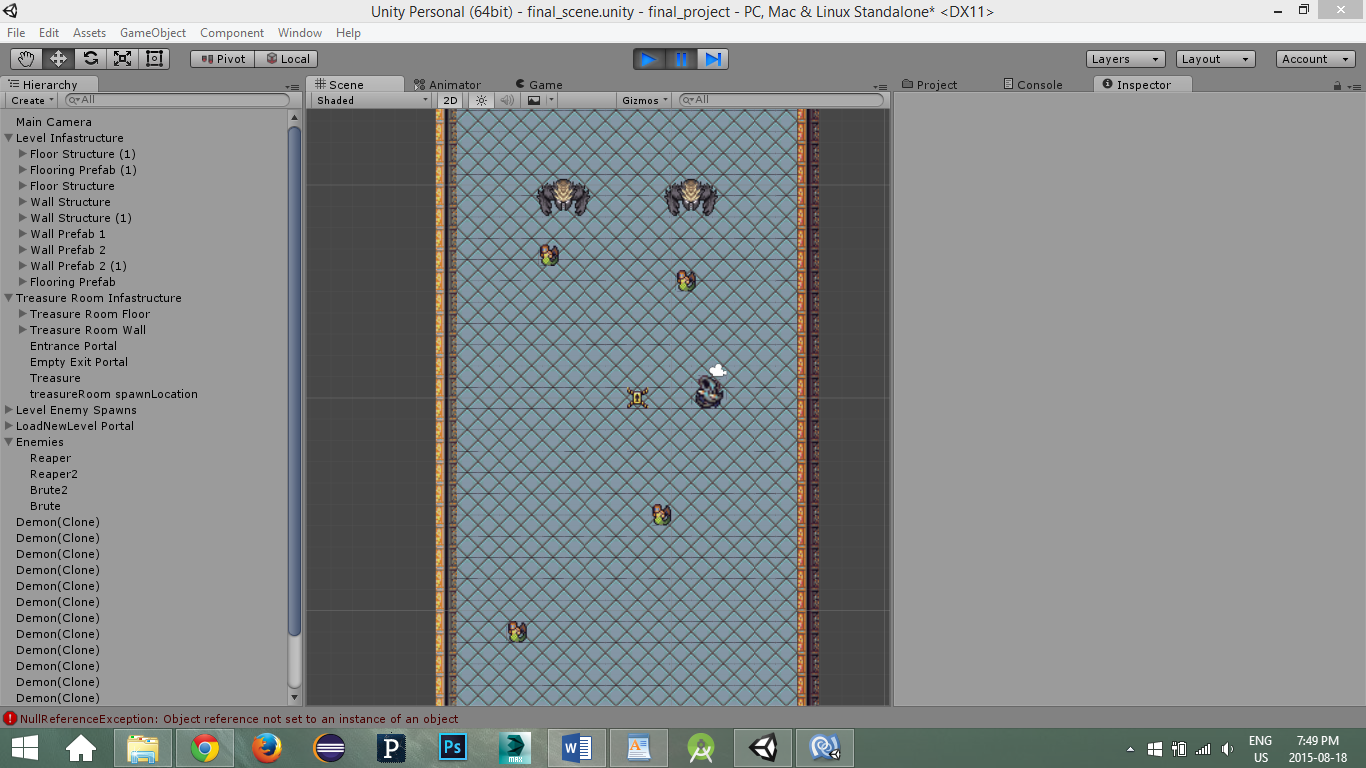 Unity Personal (64bit) - final_scene.unity - final_project - PC, Mac & Linux Standalone* <DX11>
File Edit Assets GameObject Component Window Help
Pivot Local Layers Layout Account
Hierarchy Scene Animator Game Project Console Inspector
Create All Shaded 2D Gizmos All
Main Camera
Level Infastructure
Floor Structure (1)
Flooring Prefab (1)
Floor Structure
Wall Structure
Wall Structure (1)
Wall Prefab 1
Wall Prefab 2
Wall Prefab 2 (1)
Flooring Prefab
Treasure Room Infastructure
Treasure Room Floor
Treasure Room Wall
Entrance Portal
Empty Exit Portal
Treasure
treasureRoom spawnLocation
Level Enemy Spawns
LoadNewLevel Portal
Enemies
Reaper
Reaper2
Brute2
Brute
Demon(Clone)
Demon(Clone)
Demon(Clone)
Demon(Clone)
Demon(Clone)
Demon(Clone)
Demon(Clone)
Demon(Clone)
Demon(Clone)
Demon(Clone)
Demon(Clone)
Demon(Clone)
NullReferenceException: Object reference not set to an instance of an object
P Ps MAX W A
ENG 7:49 PM
US 2015-08-18